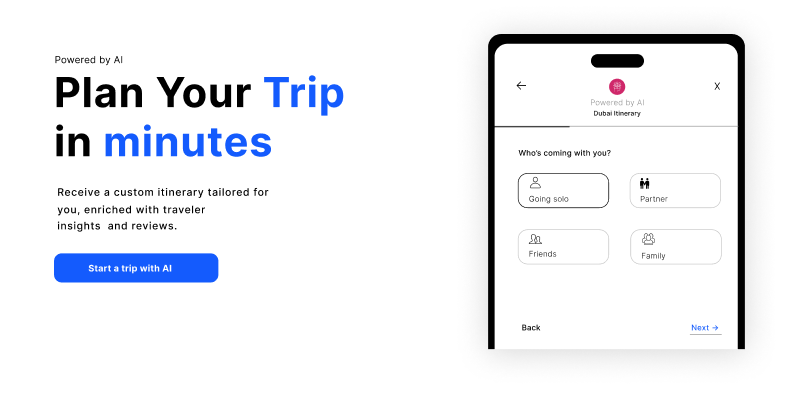 Powered by AI
Plan Your Trip
in minutes
Receive a custom itinerary tailored for
you, enriched with traveler
insights and reviews.
Start a trip with AI
X
Powered by AI
Dubai Itinerary
Who's coming with you?
Going solo
Partner
Friends
Family
Back
Next →